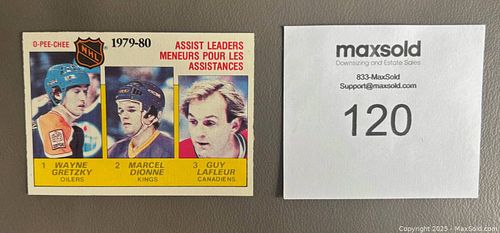 O-PEE-CHEE
NHL
1979-80
ASSIST LEADERS
MENEURS POUR LES
ASSISTANCES
1 WAYNE
GRETZKY
OILERS
2 MARCEL
DIONNE
KINGS
3 GUY
LAFLEUR
CANADIENS
maxsold
Downsizing and Estate Sales
833-MaxSold
Support@maxsold.com
120
© Copyright 2025 - MaxSold.com